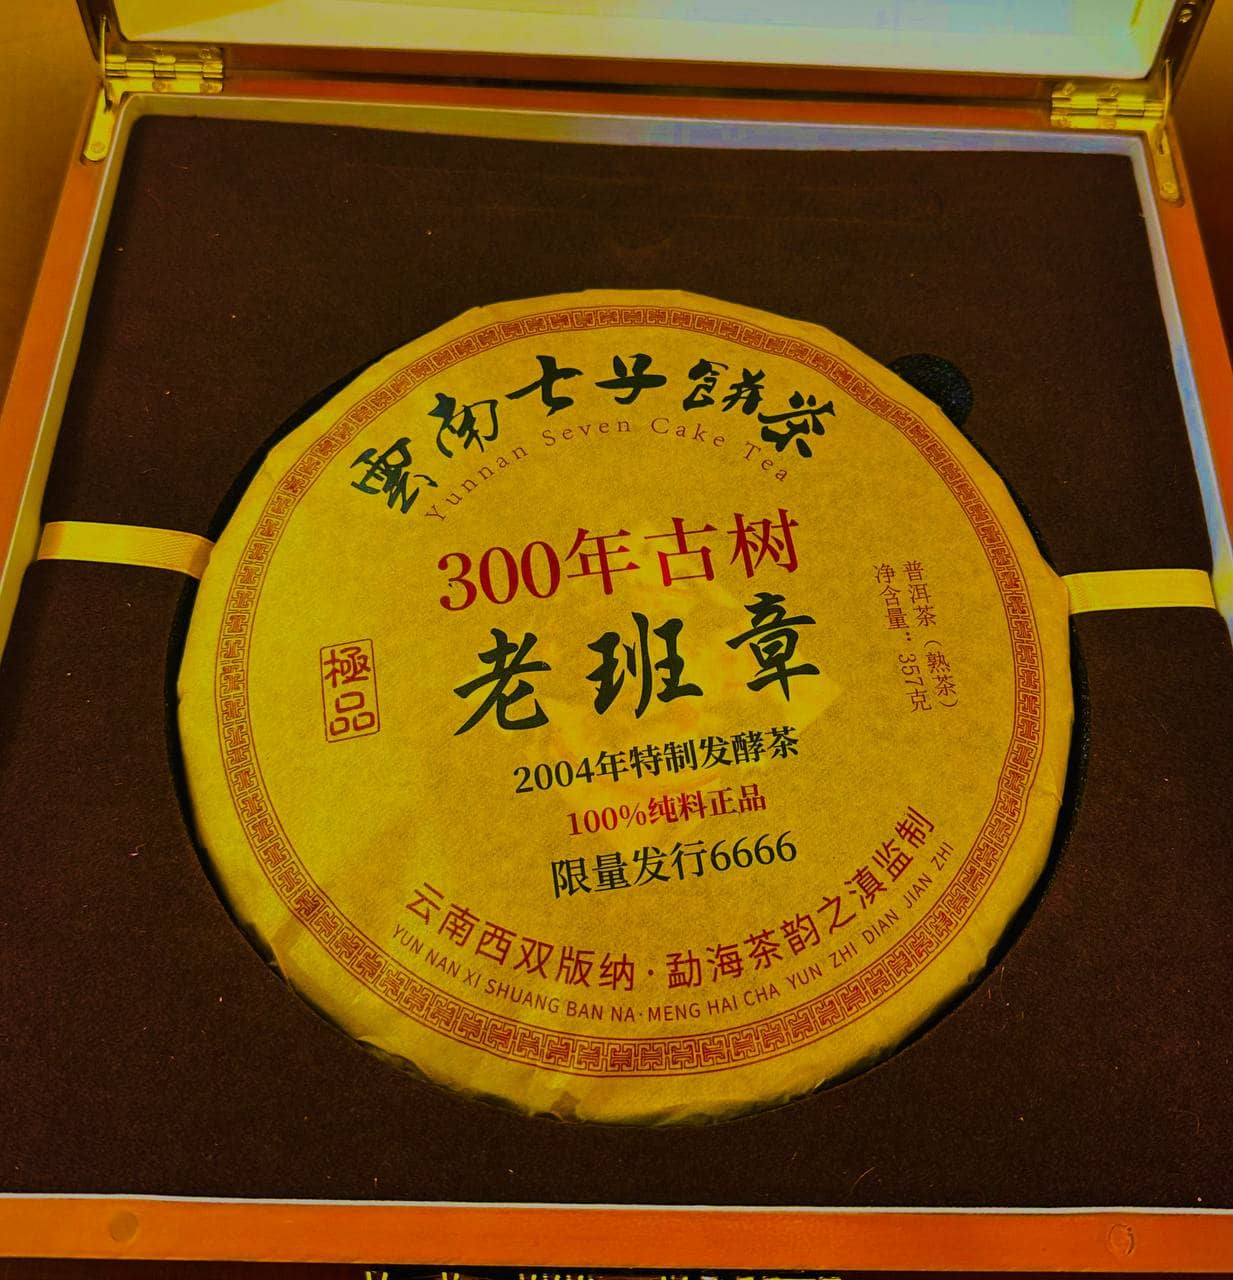 雲南七子餅茶
Yunnan Seven Cake Tea
300年古树
老班章
極品
普洱茶（熟茶）
净含量：357克
2004年特制发酵茶
100%纯料正品
限量发行6666
云南西双版纳·勐海茶韵之滇监制
YUN NAN XI SHUANG BAN NA·MENG HAI CHA YUN ZHI DIAN JIAN ZHI